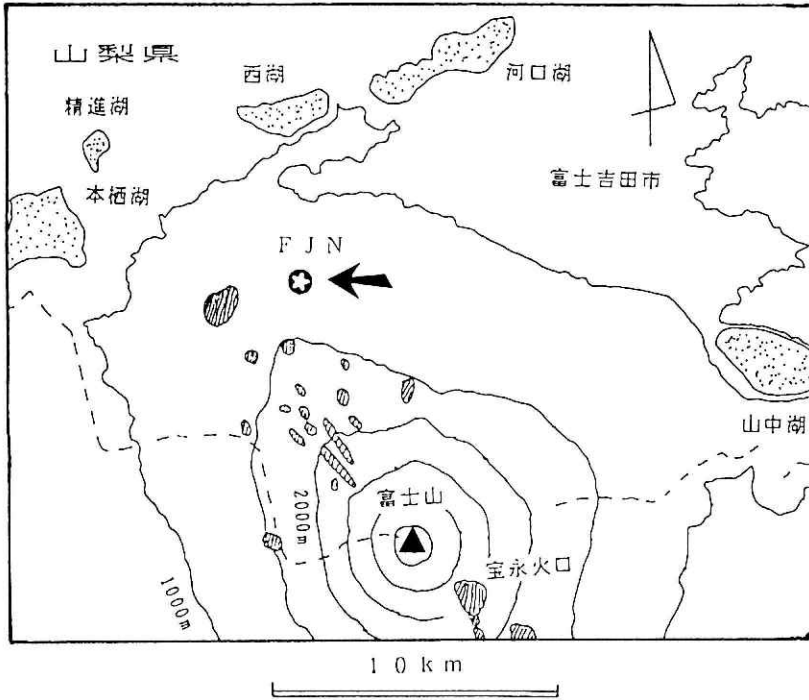 山梨県
西湖
河口湖
精進湖
本栖湖
富士吉田市
FJN
山中湖
富士山
2000m
宝永火口
1000m
10km